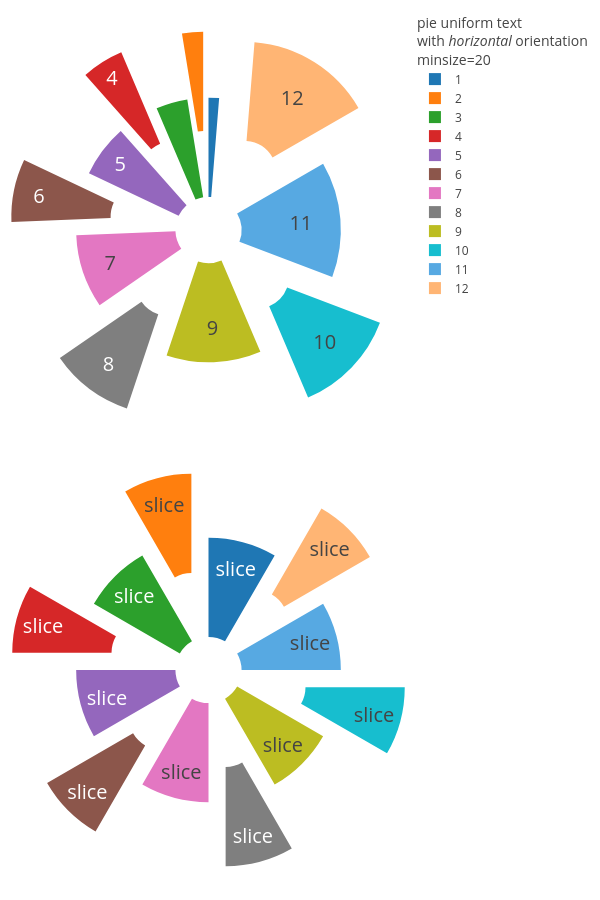 pie uniform text
with horizontal orientation
minsize=20
1
2
3
4
5
6
7
8
9
10
11
12
4
12
5
6
11
7
9
10
8
slice
slice
slice
slice
slice
slice
slice
slice
slice
slice
slice
slice